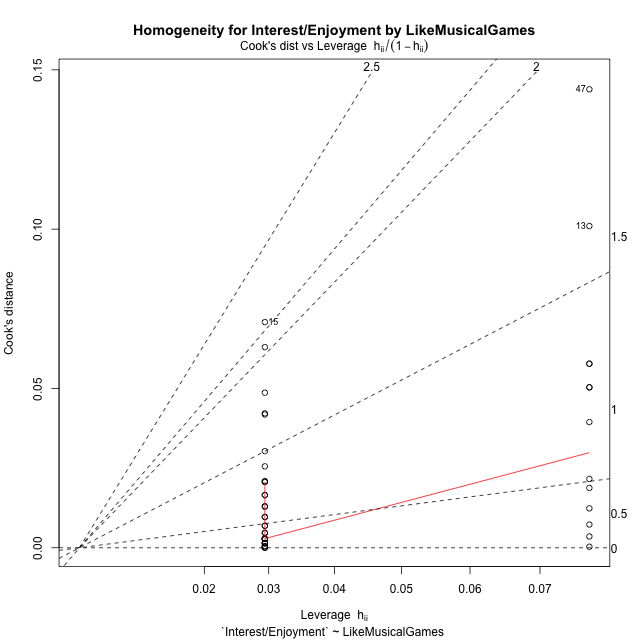 Homogeneity for Interest/Enjoyment by LikeMusicalGames
Cook's dist vs Leverage hii/(1−hii)
2.5
2
0.15
47
0.10
13
1.5
15
0.05
1
0.5
0.00
0
Cook's distance
0.02 0.03 0.04 0.05 0.06 0.07
Leverage hii
`Interest/Enjoyment` ~ LikeMusicalGames